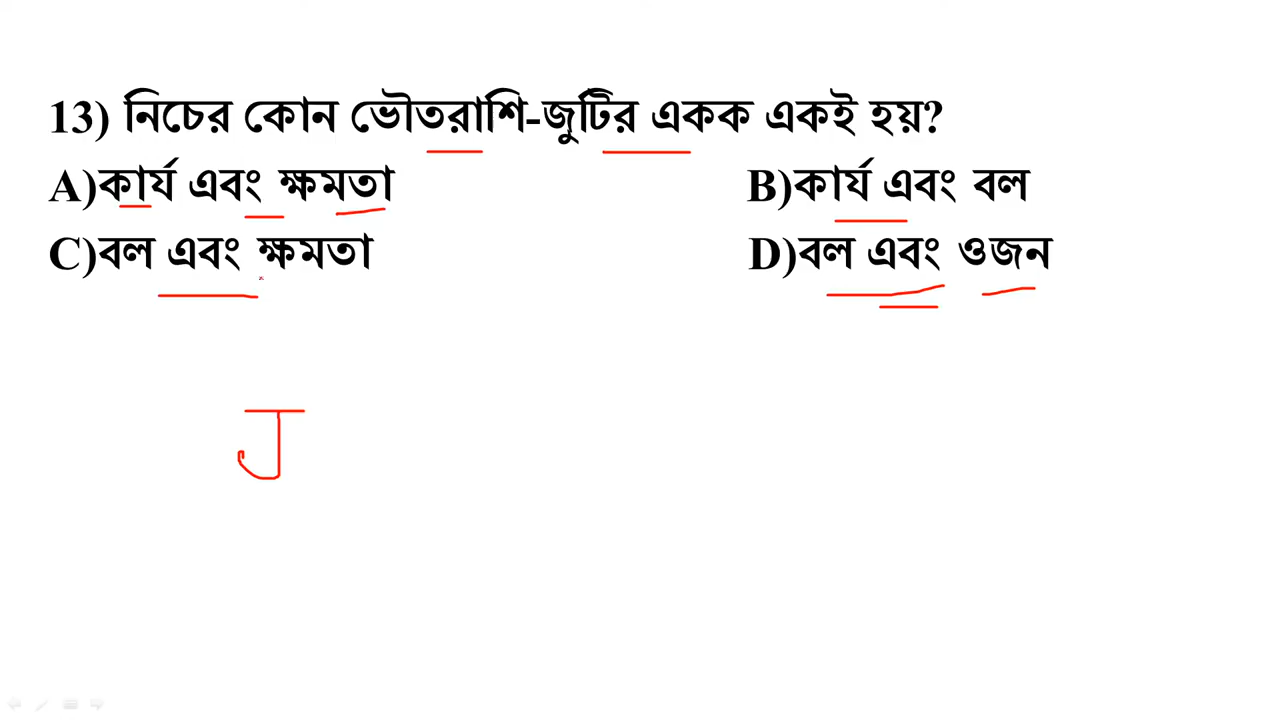 13) নিচের কোন ভৌতরাশি-জুটির একক একই হয়?
A)কার্য এবং ক্ষমতা B)কার্য এবং বল
C)বল এবং ক্ষমতা D)বল এবং ওজন
J